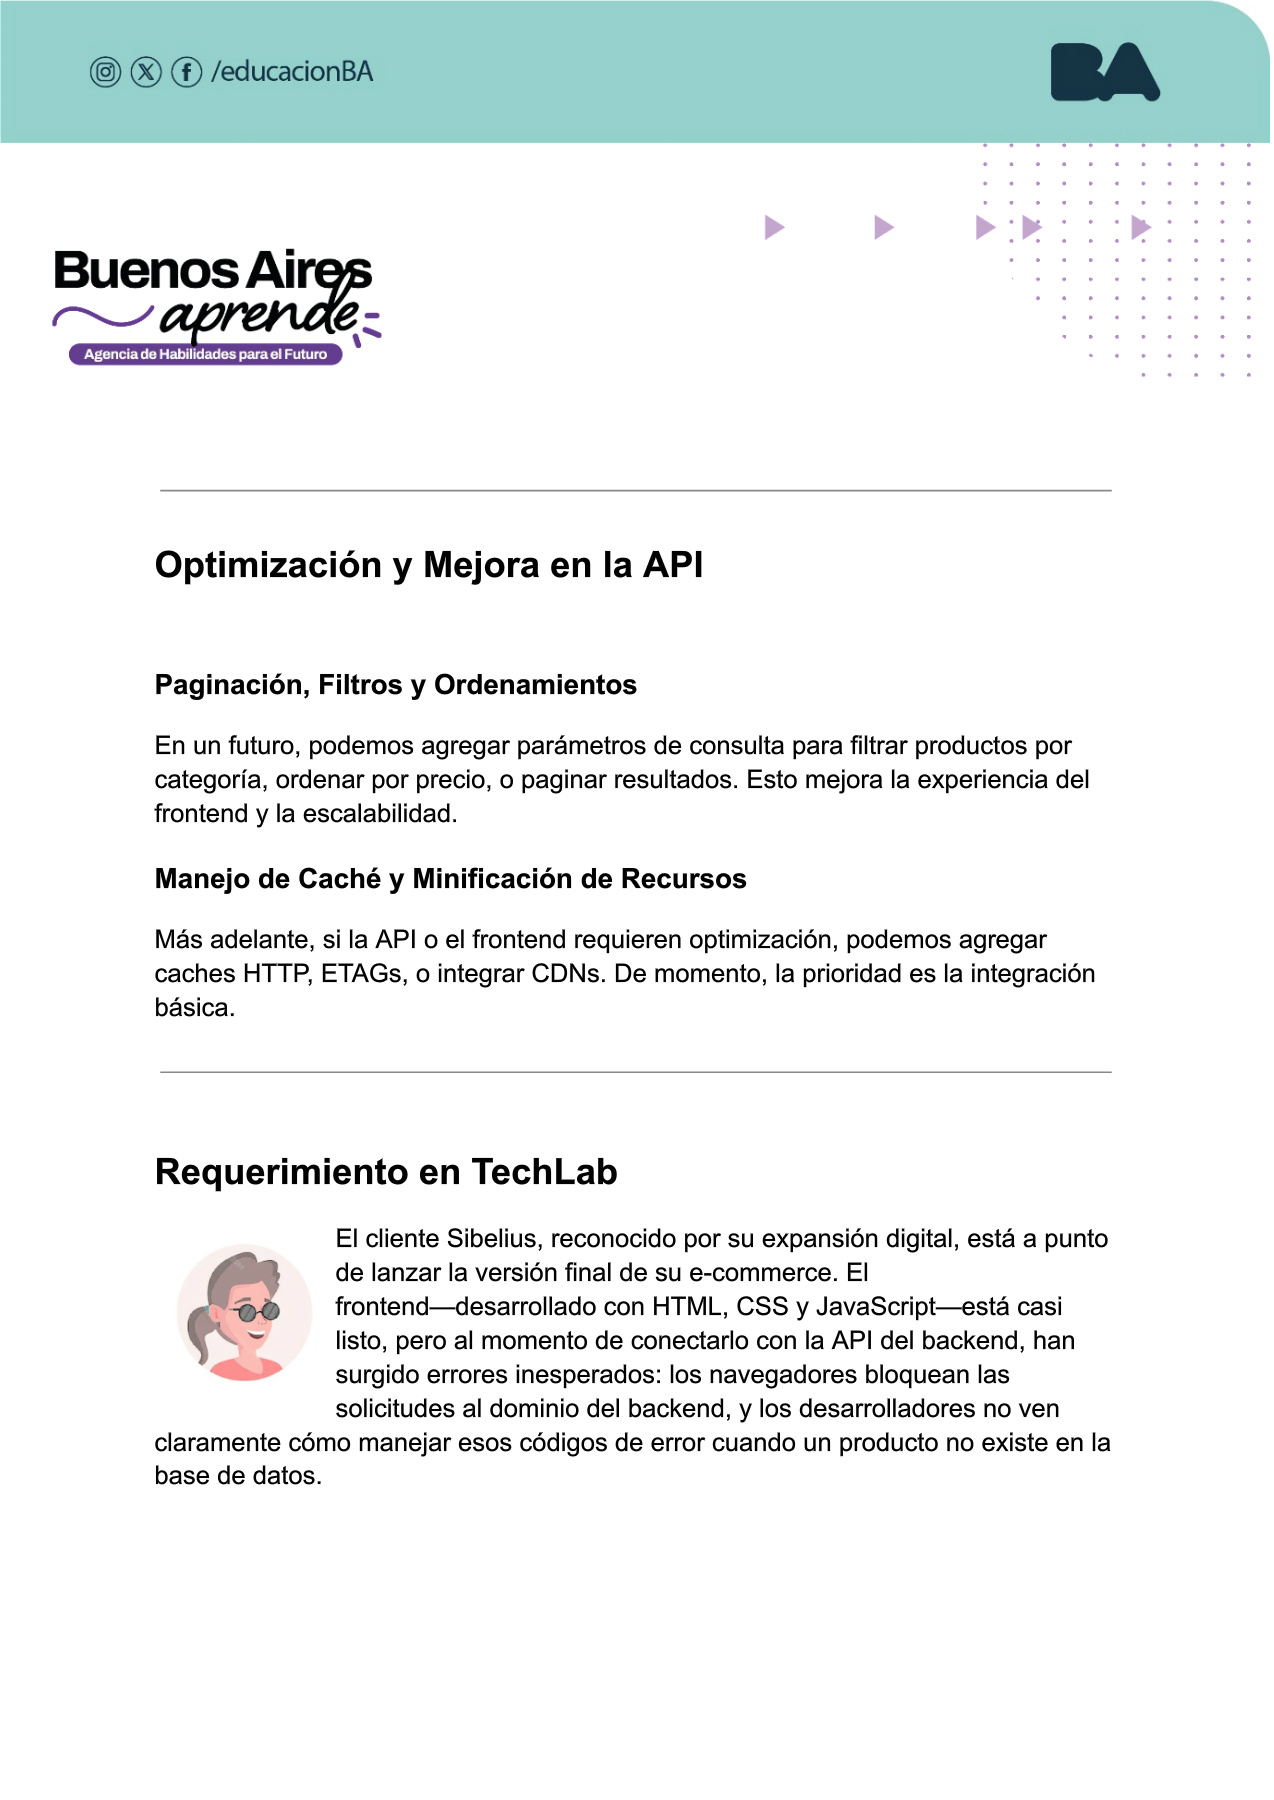 /educacionBA
BA
Buenos Aires
aprende
Agencia de Habilidades para el Futuro
Optimización y Mejora en la API
Paginación, Filtros y Ordenamientos
En un futuro, podemos agregar parámetros de consulta para filtrar productos por
categoría, ordenar por precio, o paginar resultados. Esto mejora la experiencia del
frontend y la escalabilidad.
Manejo de Caché y Minificación de Recursos
Más adelante, si la API o el frontend requieren optimización, podemos agregar
caches HTTP, ETAGs, o integrar CDNs. De momento, la prioridad es la integración
básica.
Requerimiento en TechLab
El cliente Sibelius, reconocido por su expansión digital, está a punto
de lanzar la versión final de su e-commerce. El
frontend—desarrollado con HTML, CSS y JavaScript—está casi
listo, pero al momento de conectarlo con la API del backend, han
surgido errores inesperados: los navegadores bloquean las
solicitudes al dominio del backend, y los desarrolladores no ven
claramente cómo manejar esos códigos de error cuando un producto no existe en la
base de datos.